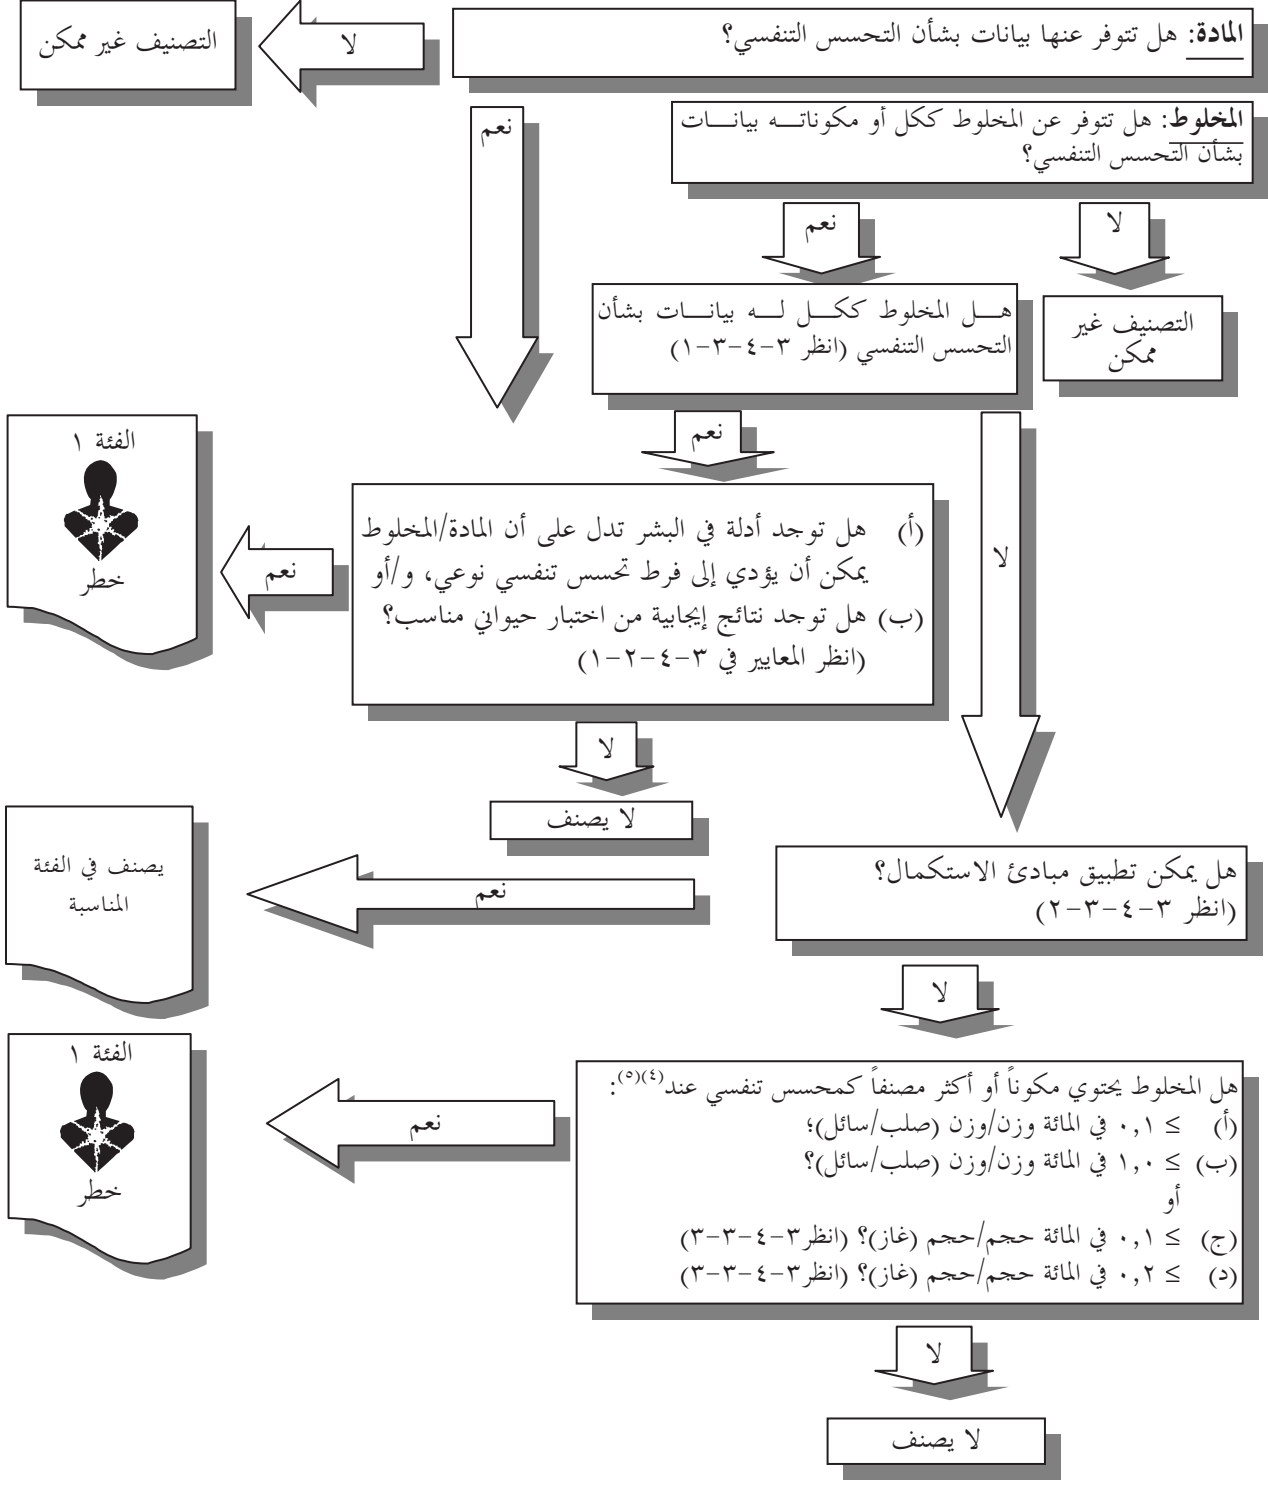 المادة: هل تتوفر عنها بيانات بشأن التحسس التنفسي؟
لا
التصنيف غير ممكن
نعم
المخلوط: هل تتوفر عن المخلوط ككل أو مكوناتـــه بيانـــات
بشأن التحسس التنفسي؟
نعم
لا
هـــل المخلوط ككـــل لـــه بيانـــات بشأن
التحسس التنفسي (انظر ٣-٤-٣-١)
التصنيف غير
ممكن
نعم
لا
(أ) هل توجد أدلة في البشر تدل على أن المادة/المخلوط
يمكن أن يؤدي إلى فرط تحسس تنفسي نوعي، و/أو
(ب) هل توجد نتائج إيجابية من اختبار حيواني مناسب؟
(انظر المعايير في ٣-٤-٢-١)
نعم
الفئة ١
خطر
لا
لا يصنف
هل يمكن تطبيق مبادئ الاستكمال؟
(انظر ٣-٤-٣-٢)
نعم
يصنف في الفئة
المناسبة
لا
هل المخلوط يحتوي مكوناً أو أكثر مصنفاً كمحسس تنفسي عند(٤)(٥):
(أ) ≥ ٠,١ في المائة وزن/وزن (صلب/سائل)؛
(ب) ≥ ١,٠ في المائة وزن/وزن (صلب/سائل)؟
أو
(ج) ≥ ٠,١ في المائة حجم/حجم (غاز)؟ (انظر٣-٤-٣-٣)
(د) ≥ ٠,٢ في المائة حجم/حجم (غاز)؟ (انظر٣-٤-٣-٣)
نعم
الفئة ١
خطر
لا
لا يصنف